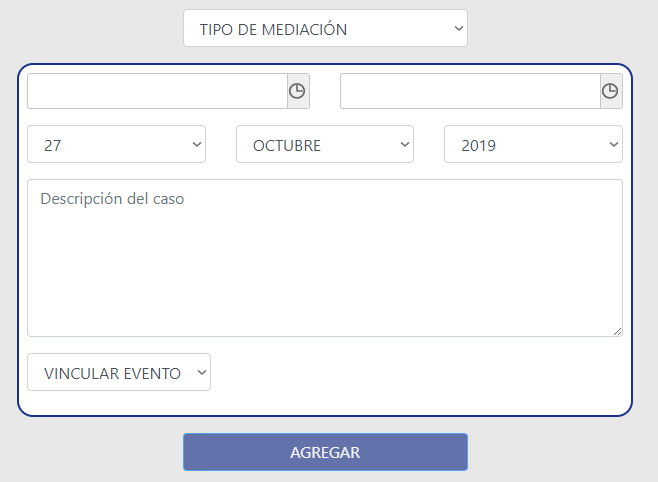 TIPO DE MEDIACIÓN
27 OCTUBRE 2019
Descripción del caso
VINCULAR EVENTO
AGREGAR